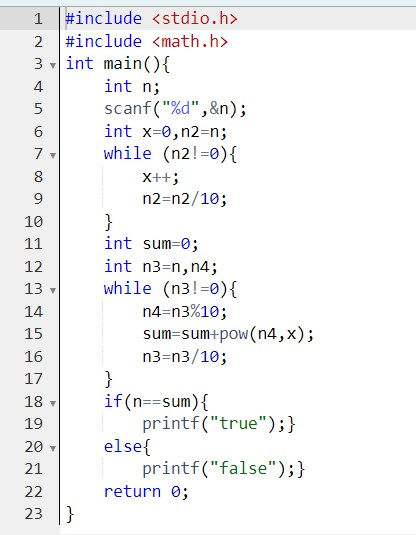 1 #include <stdio.h>
2 #include <math.h>
3 int main(){
4     int n;
5     scanf("%d",&n);
6     int x=0,n2=n;
7     while (n2!=0){
8         x++;
9         n2=n2/10;
10     }
11     int sum=0;
12     int n3=n,n4;
13     while (n3!=0){
14         n4=n3%10;
15         sum=sum+pow(n4,x);
16         n3=n3/10;
17     }
18     if(n==sum){
19         printf("true");}
20     else{
21         printf("false");}
22     return 0;
23 }